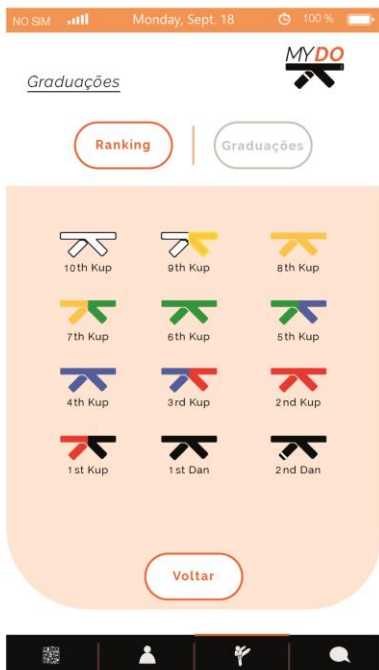 NO SIM Monday, Sept. 18 100 %
MYDO
Graduações
Ranking Graduações
10th Kup 9th Kup 8th Kup
7th Kup 6th Kup 5th Kup
4th Kup 3rd Kup 2nd Kup
1st Kup 1st Dan 2nd Dan
Voltar